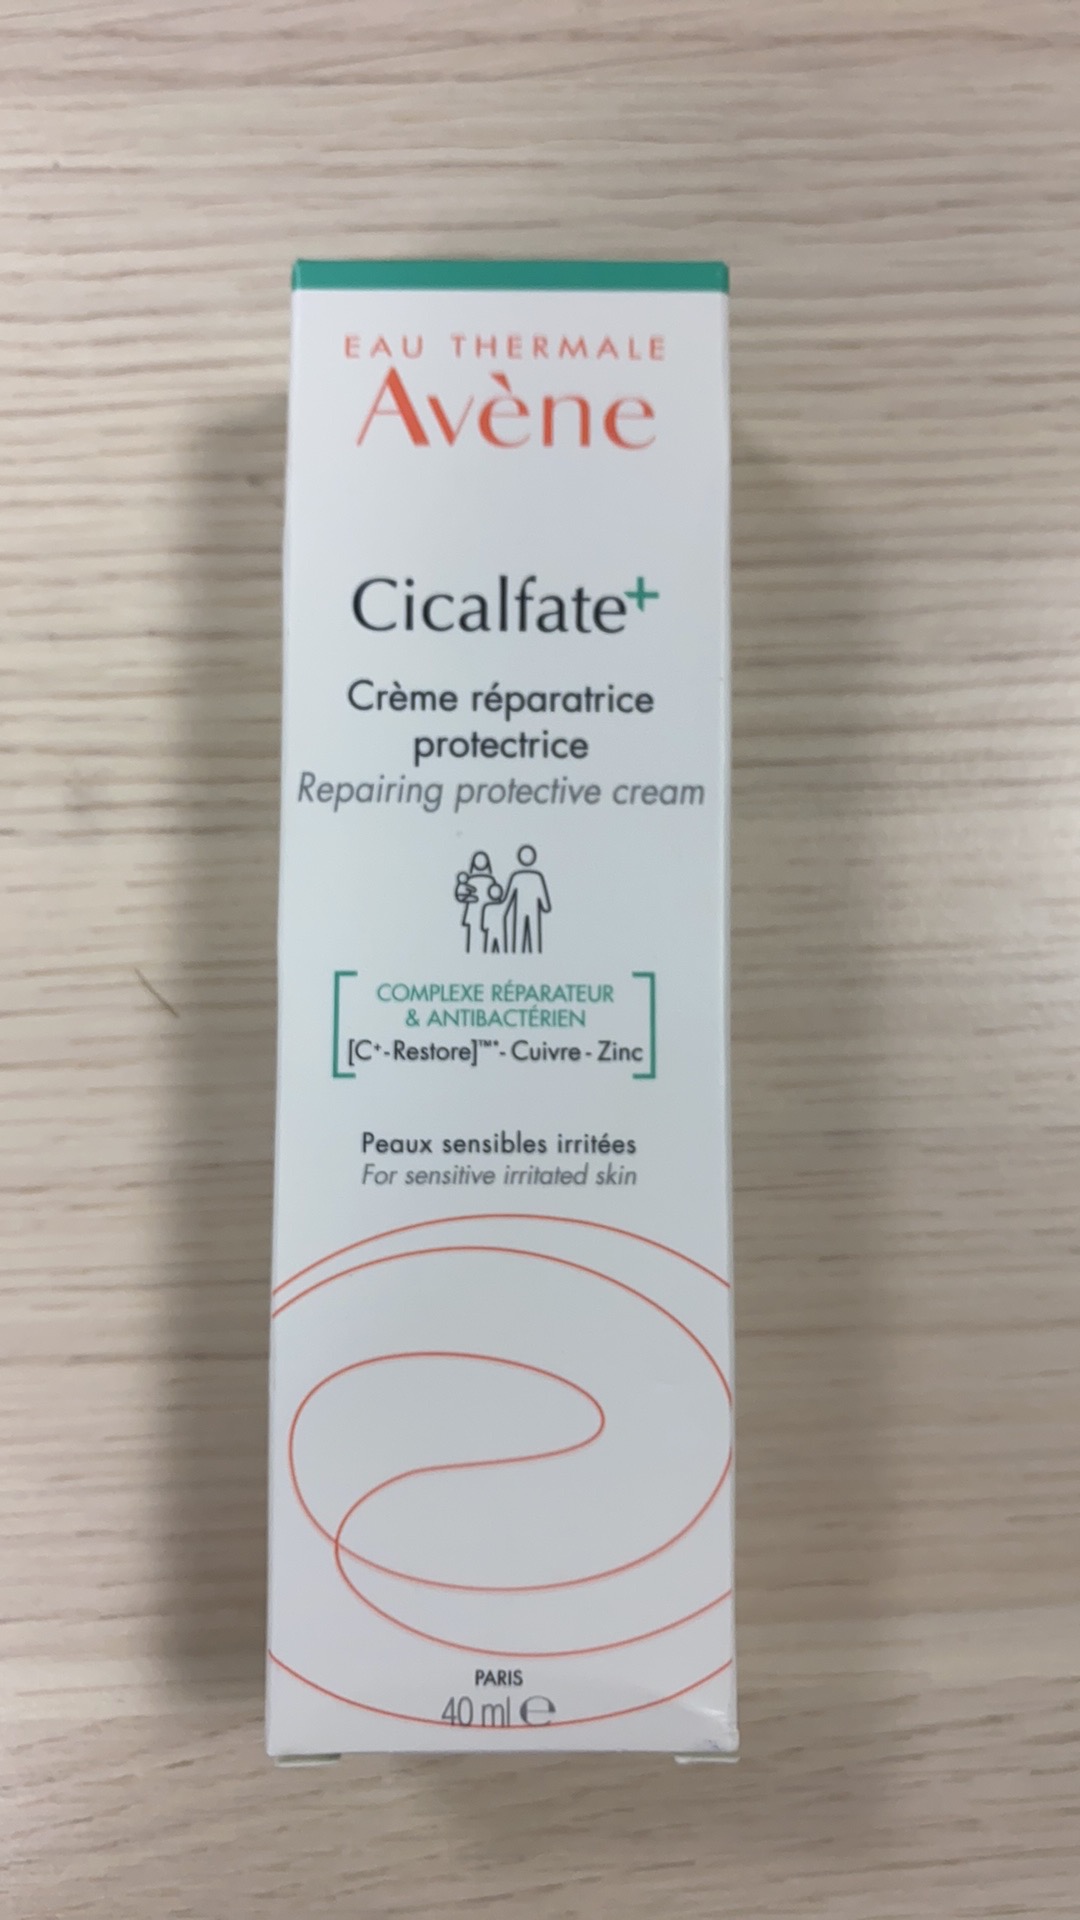 EAU THERMALE
Avène
Cicalfate+
Crème réparatrice
protectrice
Repairing protective cream
COMPLEXE RÉPARATEUR
& ANTIBACTÉRIEN
[C+-Restore]™*- Cuivre - Zinc
Peaux sensibles irritées
For sensitive irritated skin
PARIS
40 ml ℮